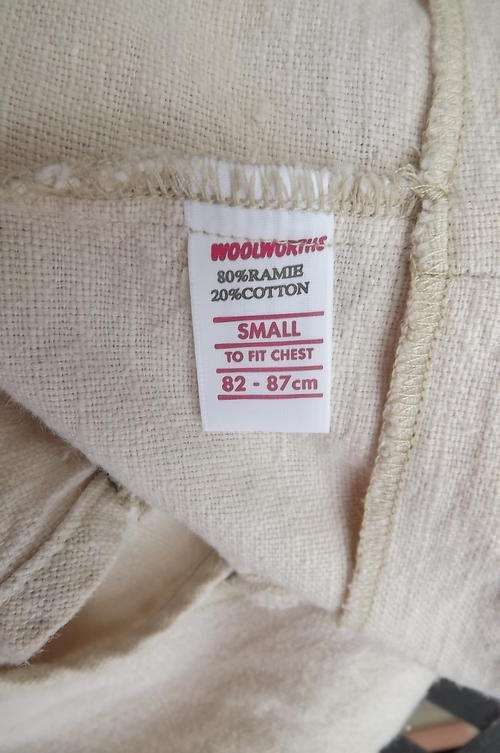 WOOLWORTHS
80%RAMIE
20%COTTON
SMALL
TO FIT CHEST
82 - 87cm